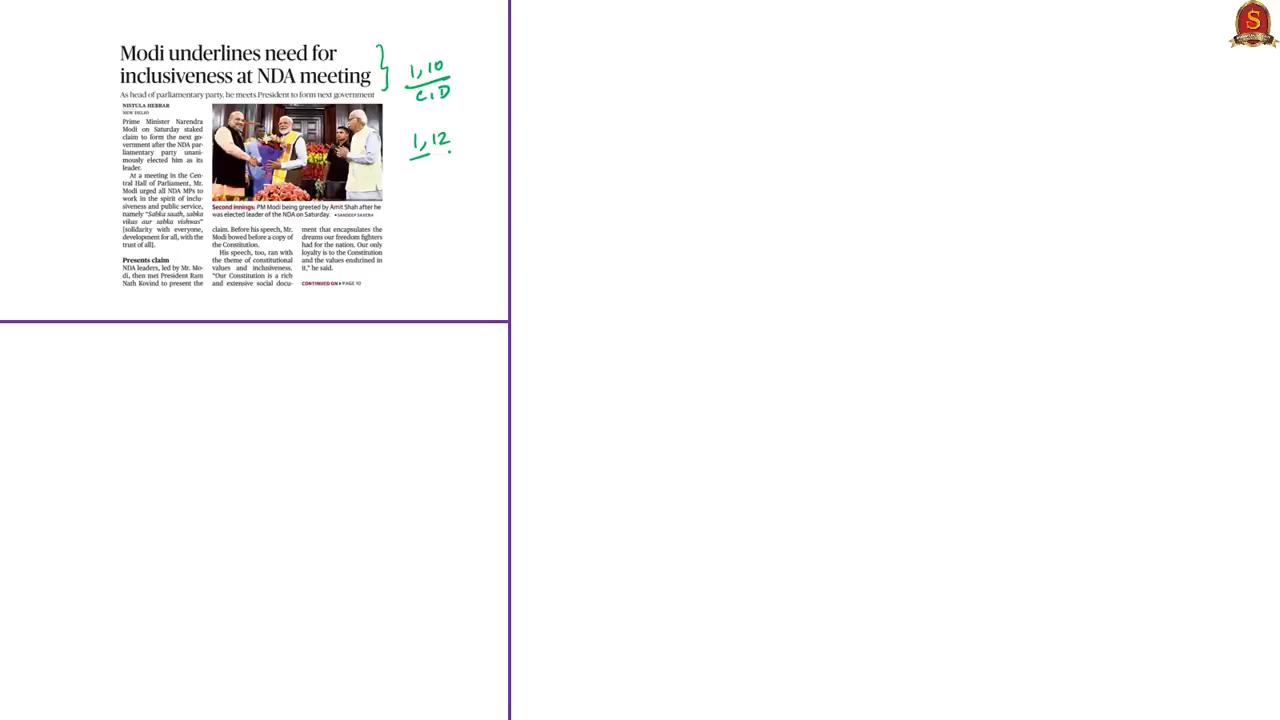 Modi underlines need for
inclusiveness at NDA meeting
As head of parliamentary party, he meets President to form next government
NISTULA HEBBAR
NEW DELHI
Prime Minister Narendra
Modi on Saturday staked
claim to form the next go-
vernment after the NDA par-
liamentary party unani-
mously elected him as its
leader.
At a meeting in the Cen-
tral Hall of Parliament, Mr.
Modi urged all NDA MPs to
work in the spirit of inclu-
siveness and public service,
namely “Sabka saath, sabka
vikas aur sabka vishwas”
[solidarity with everyone,
development for all, with the
trust of all].
Presents claim
NDA leaders, led by Mr. Mo-
di, then met President Ram
Nath Kovind to present the
Second innings: PM Modi being greeted by Amit Shah after he
was elected leader of the NDA on Saturday. •SANDEEP SAXENA
claim. Before his speech, Mr.
Modi bowed before a copy of
the Constitution.
His speech, too, ran with
the theme of constitutional
values and inclusiveness.
“Our Constitution is a rich
and extensive social docu-
ment that encapsulates the
dreams our freedom fighters
had for the nation. Our only
loyalty is to the Constitution
and the values enshrined in
it,” he said.
CONTINUED ON ▶ PAGE 10
1,10
C,D
1,12
S